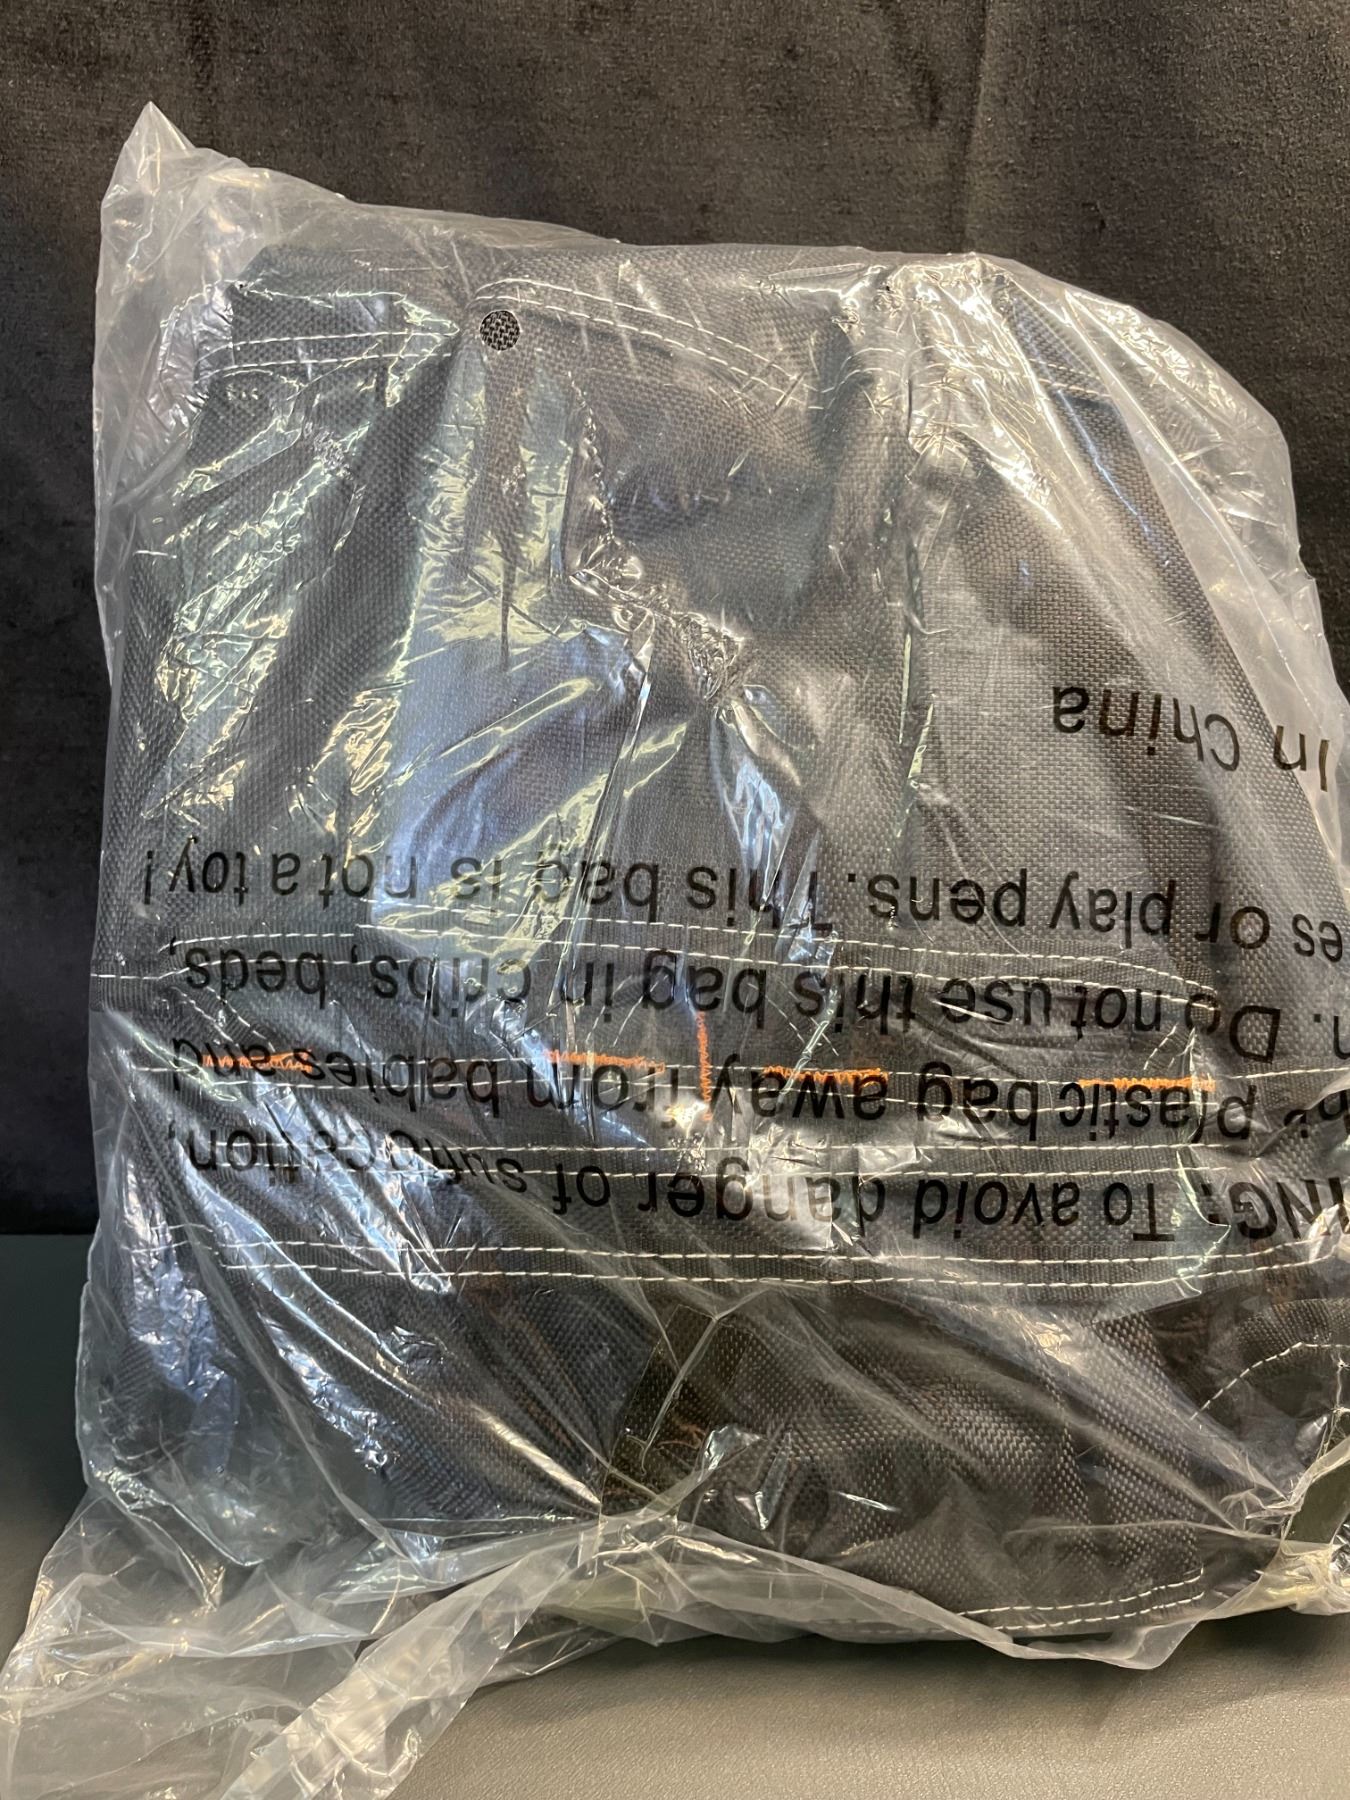 ING: To avoid danger of suffocation,
plastic bag away from babies and
n. Do not use this bag in cribs, beds,
es or play pens. This bag is not a toy!
In China